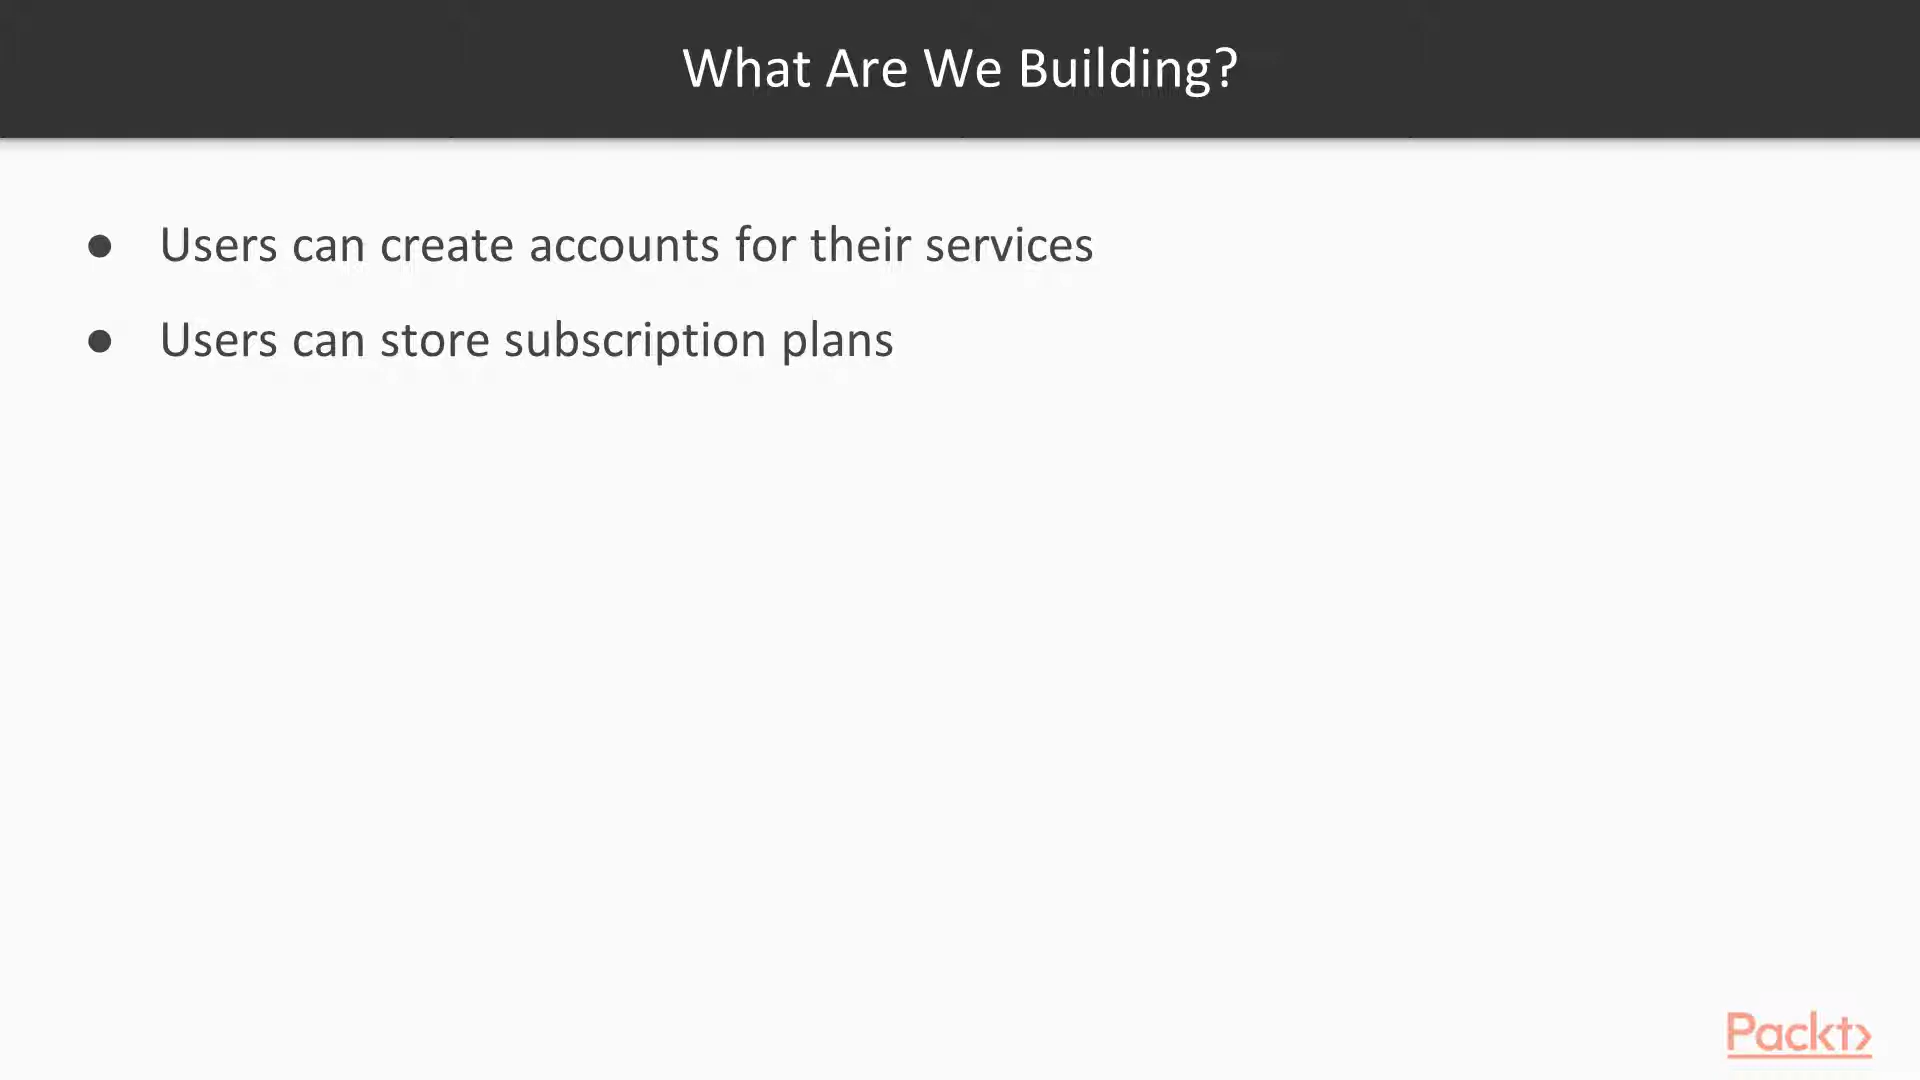 What Are We Building?
● Users can create accounts for their services
● Users can store subscription plans
Packt>